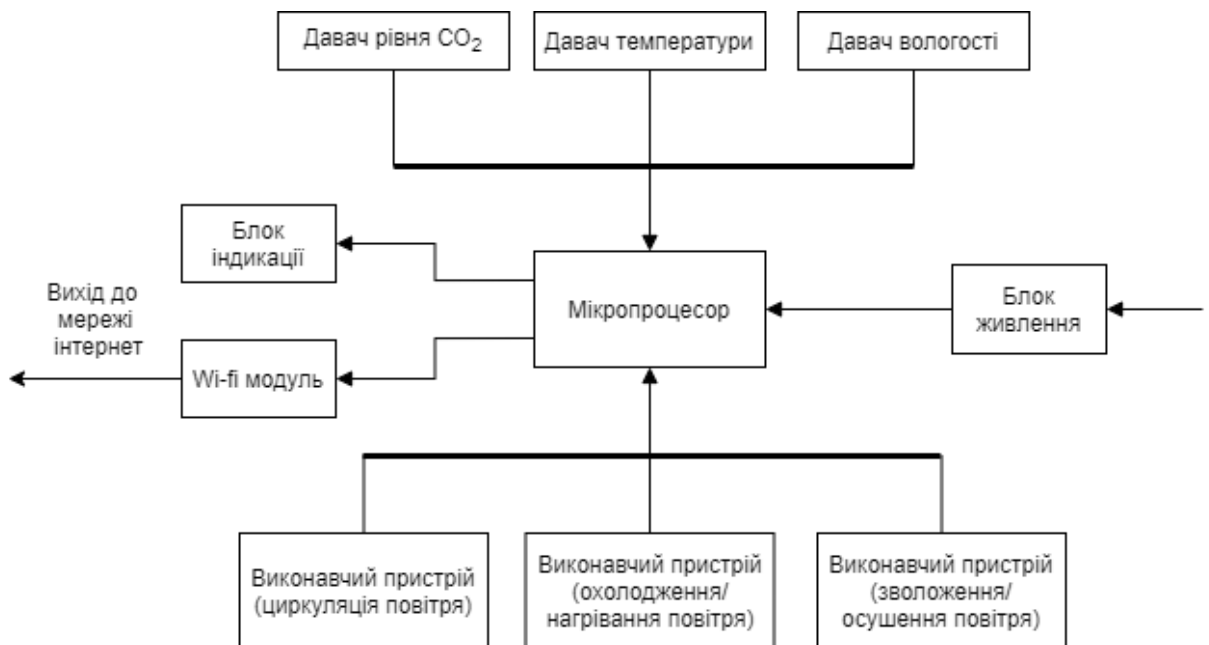 Давач рівня CO₂
Давач температури
Давач вологості
Блок
індикації
Вихід до
мережі
інтернет
Wi-fi модуль
Мікропроцесор
Блок
живлення
Виконавчий пристрій
(циркуляція повітря)
Виконавчий пристрій
(охолодження/
нагрівання повітря)
Виконавчий пристрій
(зволоження/
осушення повітря)